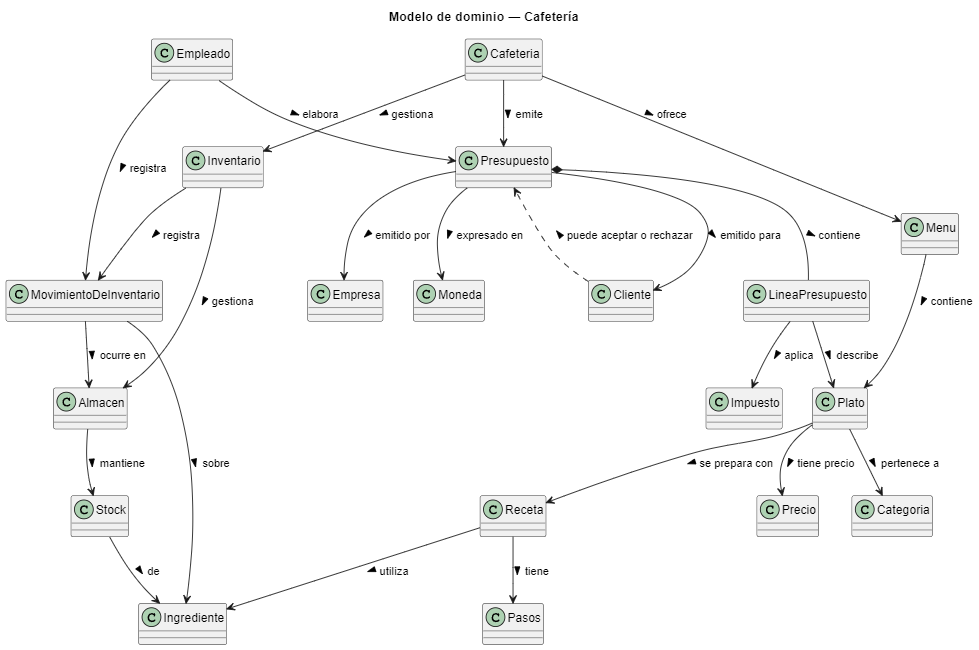 Modelo de dominio — Cafetería
C Empleado
C Cafeteria
elabora
gestiona
emite
ofrece
registra
C Inventario
C Presupuesto
C Menu
registra
emitido por
expresado en
puede aceptar o rechazar
emitido para
contiene
C MovimientoDeInventario
gestiona
C Empresa
C Moneda
C Cliente
C LineaPresupuesto
contiene
ocurre en
aplica
describe
C Almacen
C Impuesto
C Plato
mantiene
sobre
se prepara con
tiene precio
pertenece a
C Stock
C Receta
C Precio
C Categoria
de
utiliza
tiene
C Ingrediente
C Pasos